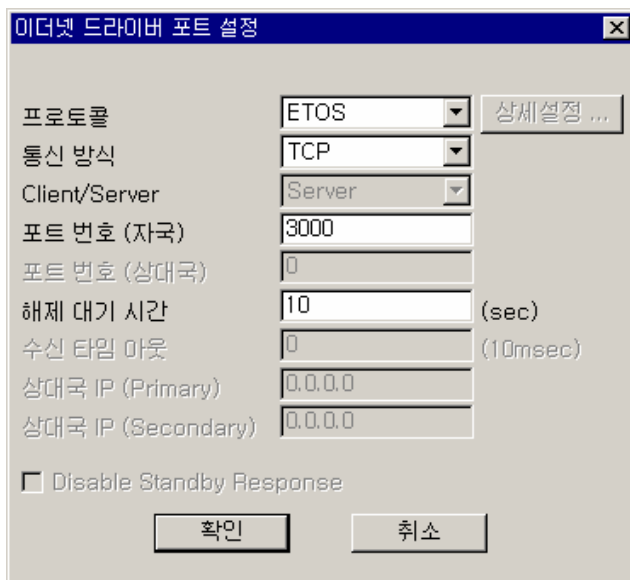 이더넷 드라이버 포트 설정
프로토콜 ETOS 상세설정 ...
통신 방식 TCP
Client/Server Server
포트 번호 (자국) 3000
포트 번호 (상대국) 0
해제 대기 시간 10 (sec)
수신 타임 아웃 0 (10msec)
상대국 IP (Primary) 0.0.0.0
상대국 IP (Secondary) 0.0.0.0
Disable Standby Response
확인 취소